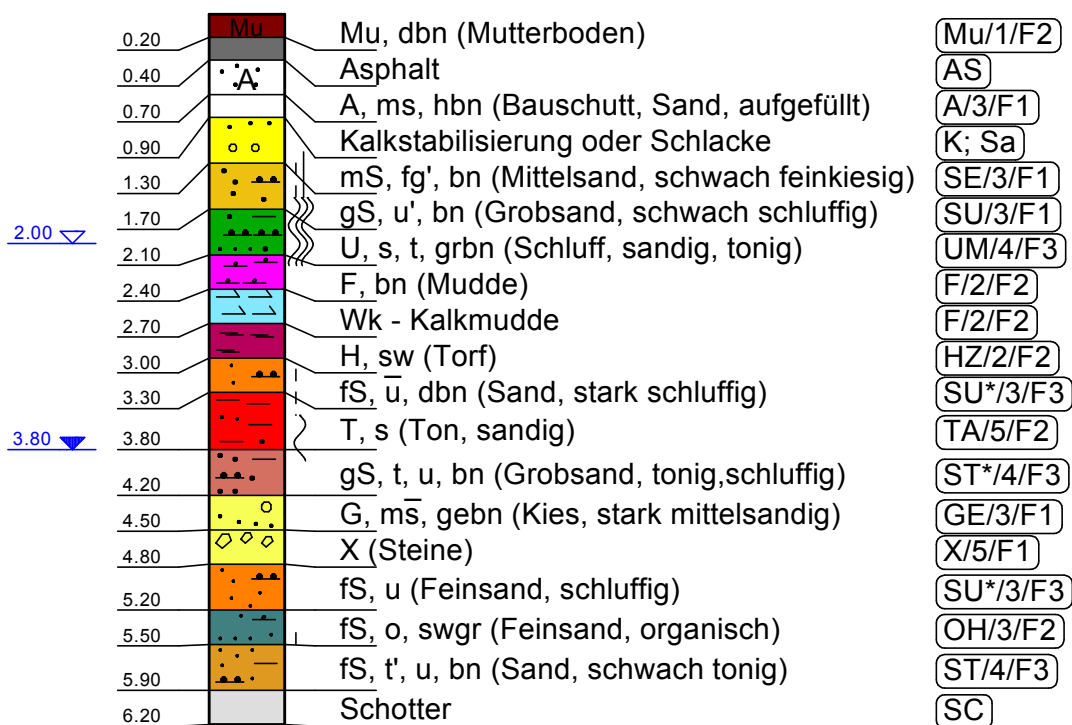 Mu Mu, dbn (Mutterboden) Mu/1/F2
0.20
Asphalt AS
0.40 A
A, ms, hbn (Bauschutt, Sand, aufgefüllt) A/3/F1
0.70
Kalkstabilisierung oder Schlacke K; Sa
0.90
mS, fg', bn (Mittelsand, schwach feinkiesig) SE/3/F1
1.30
gS, u', bn (Grobsand, schwach schluffig) SU/3/F1
1.70
2.00
U, s, t, grbn (Schluff, sandig, tonig) UM/4/F3
2.10
F, bn (Mudde) F/2/F2
2.40
Wk - Kalkmudde F/2/F2
2.70
H, sw (Torf) HZ/2/F2
3.00
fS, ū, dbn (Sand, stark schluffig) SU*/3/F3
3.30
T, s (Ton, sandig) TA/5/F2
3.80 3.80
gS, t, u, bn (Grobsand, tonig,schluffig) ST*/4/F3
4.20
G, ms̅, gebn (Kies, stark mittelsandig) GE/3/F1
4.50
X (Steine) X/5/F1
4.80
fS, u (Feinsand, schluffig) SU*/3/F3
5.20
fS, o, swgr (Feinsand, organisch) OH/3/F2
5.50
fS, t', u, bn (Sand, schwach tonig) ST/4/F3
5.90
Schotter SC
6.20